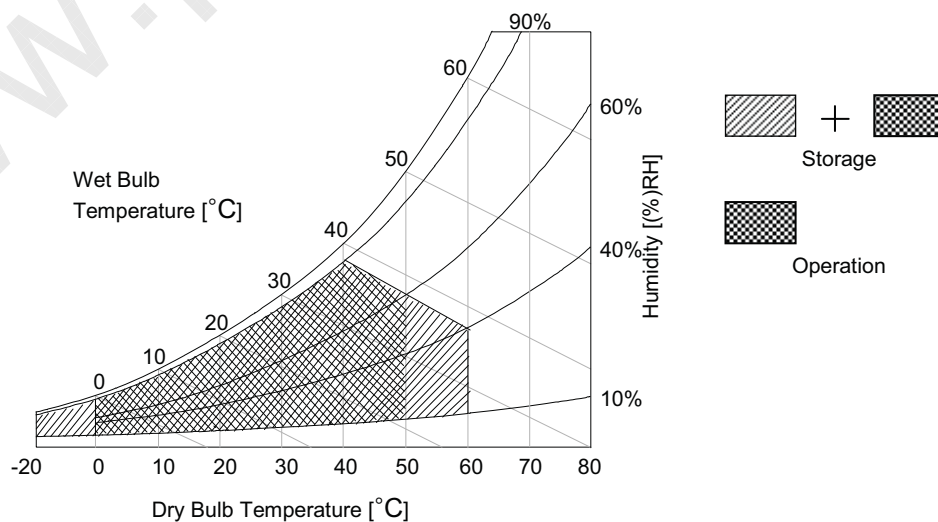 90%
60
60%
50
Wet Bulb
Temperature [°C]
40
40%
30
20
10
0
10%
Humidity [(%)RH]
-20 0 10 20 30 40 50 60 70 80
Dry Bulb Temperature [°C]
+
Storage
Operation